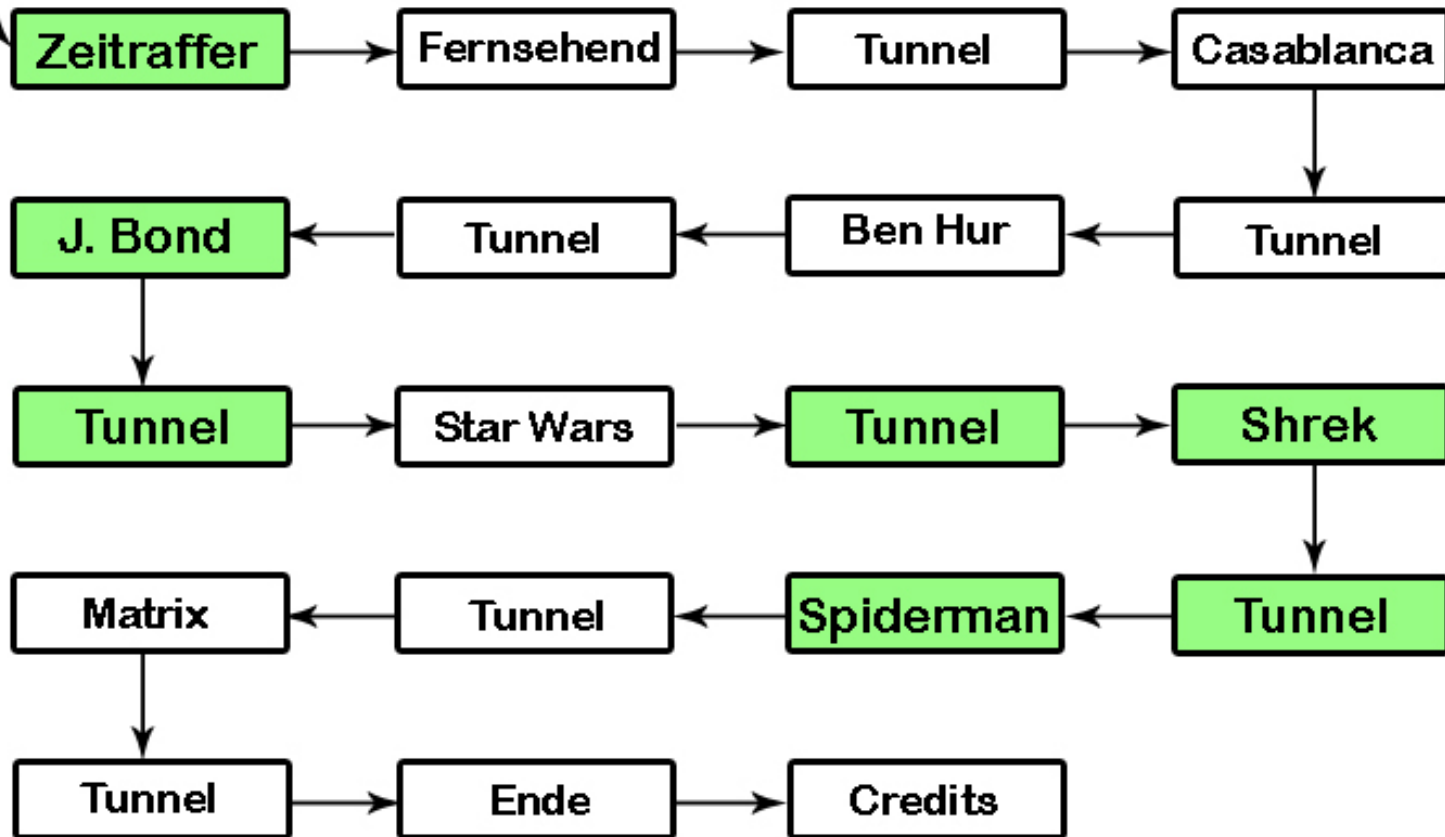 Zeitraffer
Fernsehend
Tunnel
Casablanca
Tunnel
Ben Hur
Tunnel
J. Bond
Tunnel
Star Wars
Tunnel
Shrek
Tunnel
Spiderman
Tunnel
Matrix
Tunnel
Ende
Credits